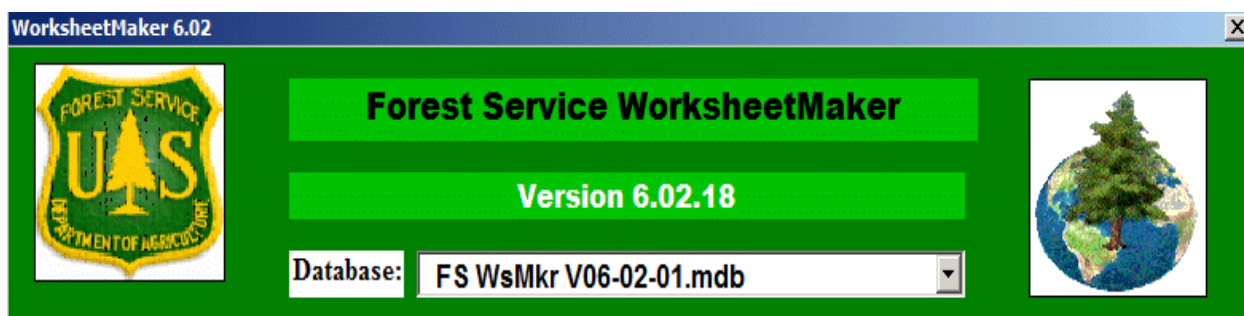 WorksheetMaker 6.02
FOREST SERVICE
US
DEPARTMENT OF AGRICULTURE
Forest Service WorksheetMaker
Version 6.02.18
Database:
FS WsMkr V06-02-01.mdb